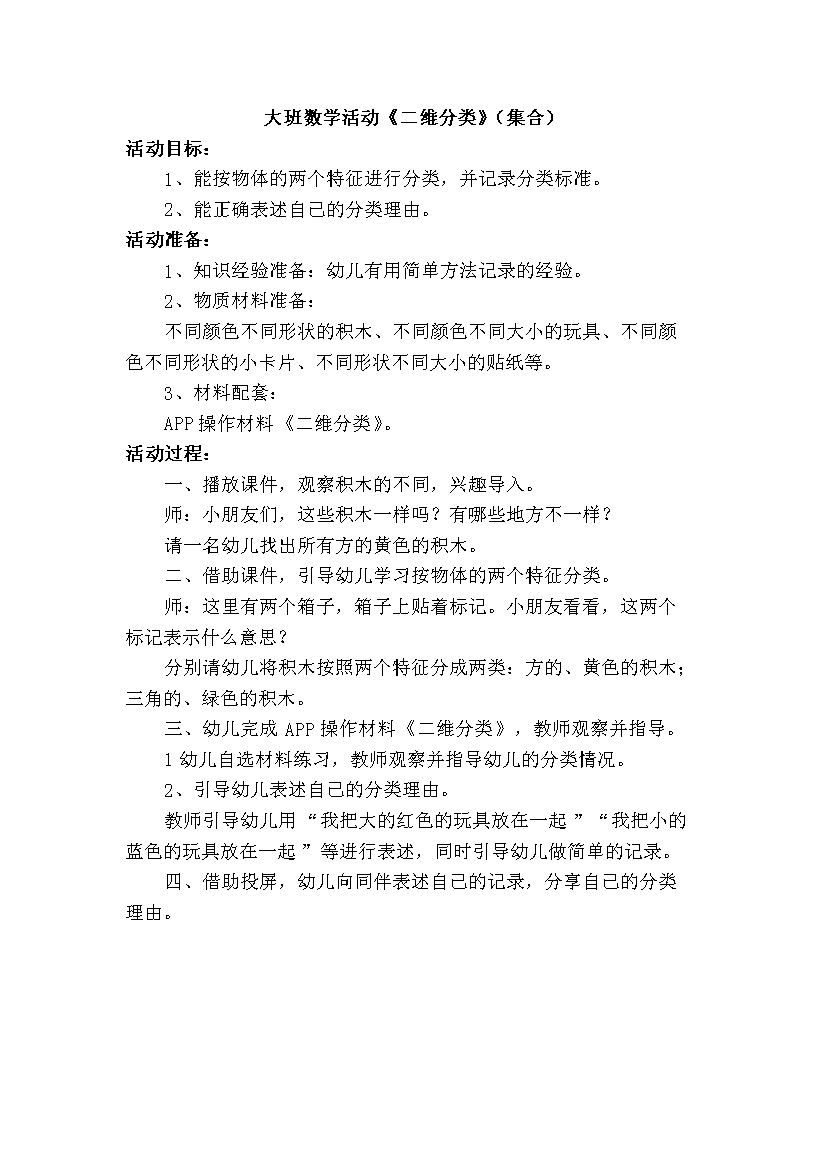 大班数学活动《二维分类》（集合）
活动目标：
1、能按物体的两个特征进行分类，并记录分类标准。
2、能正确表述自己的分类理由。
活动准备：
1、知识经验准备：幼儿有用简单方法记录的经验。
2、物质材料准备：
不同颜色不同形状的积木、不同颜色不同大小的玩具、不同颜
色不同形状的小卡片、不同形状不同大小的贴纸等。
3、材料配套：
APP操作材料《二维分类》。
活动过程：
一、播放课件，观察积木的不同，兴趣导入。
师：小朋友们，这些积木一样吗？有哪些地方不一样？
请一名幼儿找出所有方的黄色的积木。
二、借助课件，引导幼儿学习按物体的两个特征分类。
师：这里有两个箱子，箱子上贴着标记。小朋友看看，这两个
标记表示什么意思？
分别请幼儿将积木按照两个特征分成两类：方的、黄色的积木；
三角的、绿色的积木。
三、幼儿完成 APP操作材料《二维分类》，教师观察并指导。
1幼儿自选材料练习，教师观察并指导幼儿的分类情况。
2、引导幼儿表述自己的分类理由。
教师引导幼儿用“我把大的红色的玩具放在一起”“我把小的
蓝色的玩具放在一起”等进行表述，同时引导幼儿做简单的记录。
四、借助投屏，幼儿向同伴表述自己的记录，分享自己的分类
理由。